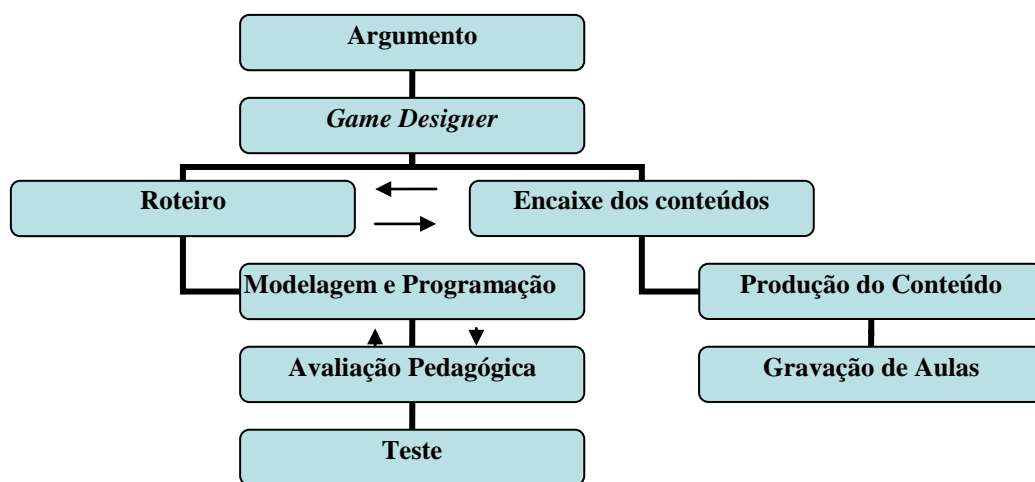 Argumento
Game Designer
Roteiro
Encaixe dos conteúdos
Modelagem e Programação
Produção do Conteúdo
Avaliação Pedagógica
Gravação de Aulas
Teste